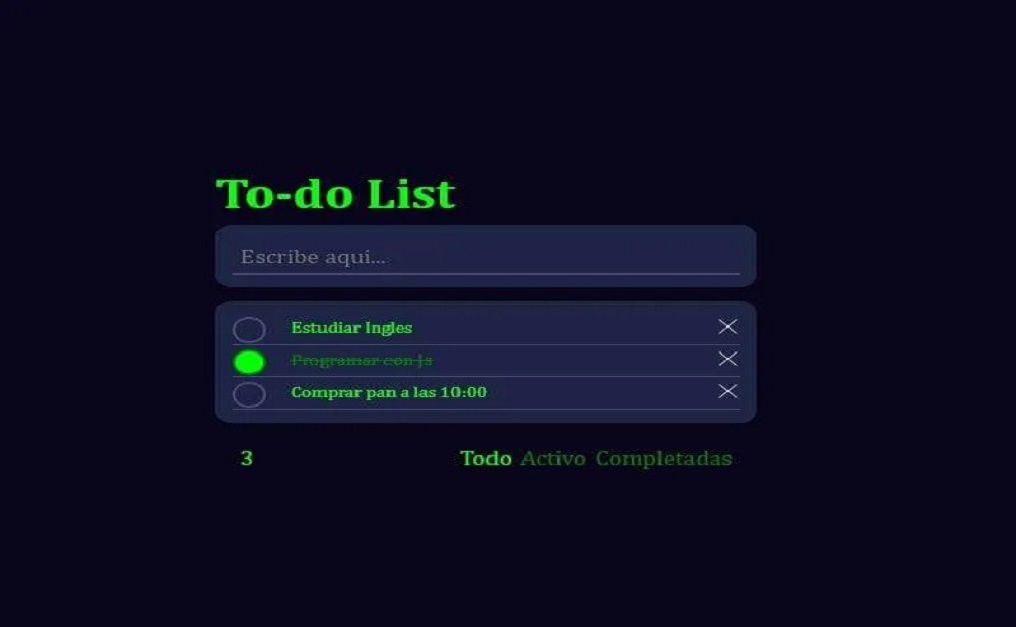 To-do List
Escribe aqui...
Estudiar Ingles
Programar con Js
Comprar pan a las 10:00
3 Todo Activo Completadas